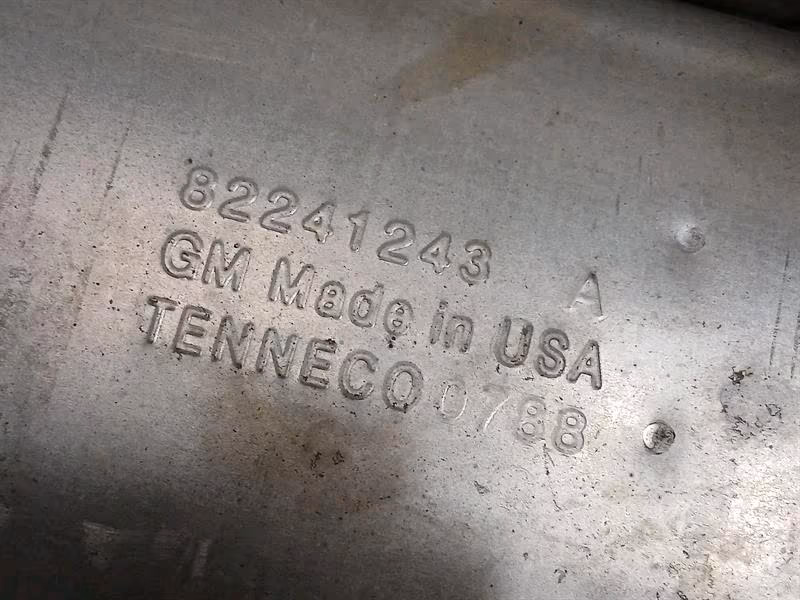 82241243 A
GM Made in USA
TENNECO 0788